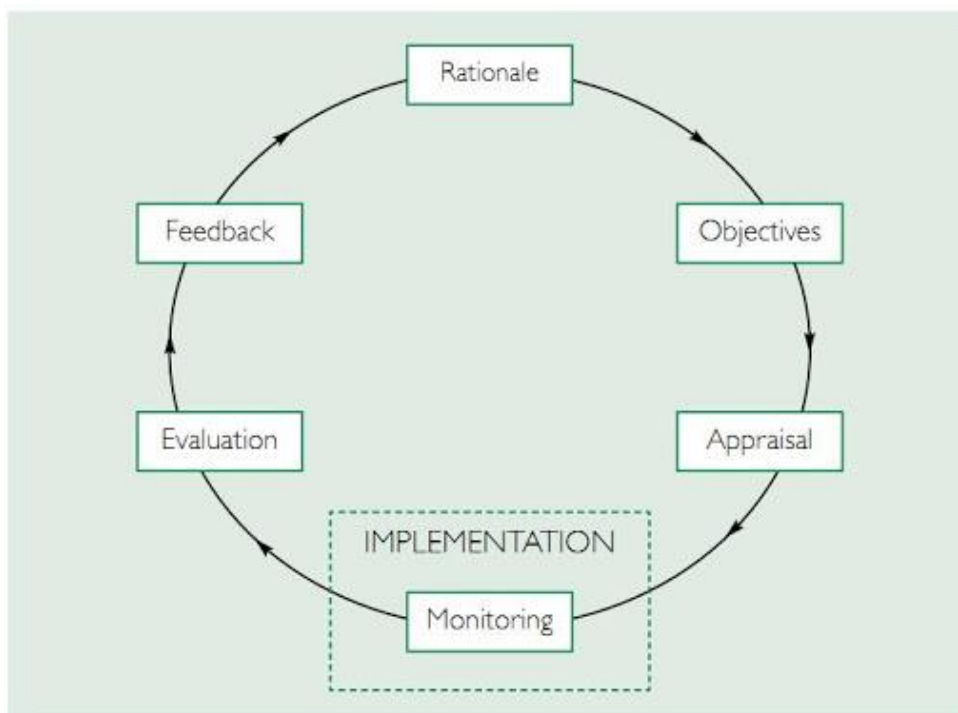 Rationale
Objectives
Appraisal
IMPLEMENTATION
Monitoring
Evaluation
Feedback